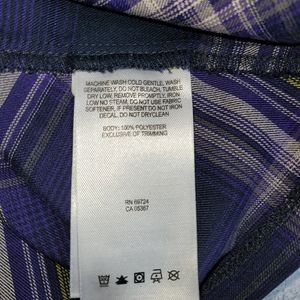 MACHINE WASH COLD GENTLE, WASH
SEPARATELY, DO NOT BLEACH, TUMBLE
DRY LOW, REMOVE PROMPTLY, IRON
LOW NO STEAM, DO NOT USE FABRIC
SOFTENER, IF PRESENT DO NOT IRON
DECAL. DO NOT DRYCLEAN
BODY: 100% POLYESTER
EXCLUSIVE OF TRIMMING
RN 69724
CA 05367